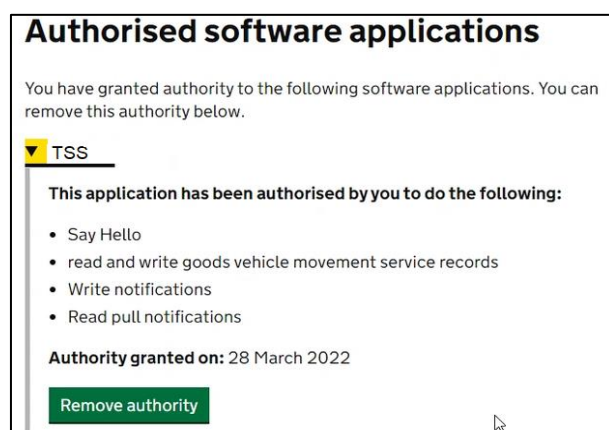 Authorised software applications
You have granted authority to the following software applications. You can
remove this authority below.
TSS
This application has been authorised by you to do the following:
• Say Hello
• read and write goods vehicle movement service records
• Write notifications
• Read pull notifications
Authority granted on: 28 March 2022
Remove authority